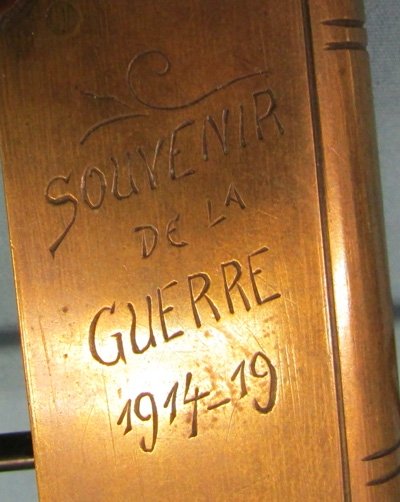 SOUVENIR
DE LA
GUERRE
1914-19